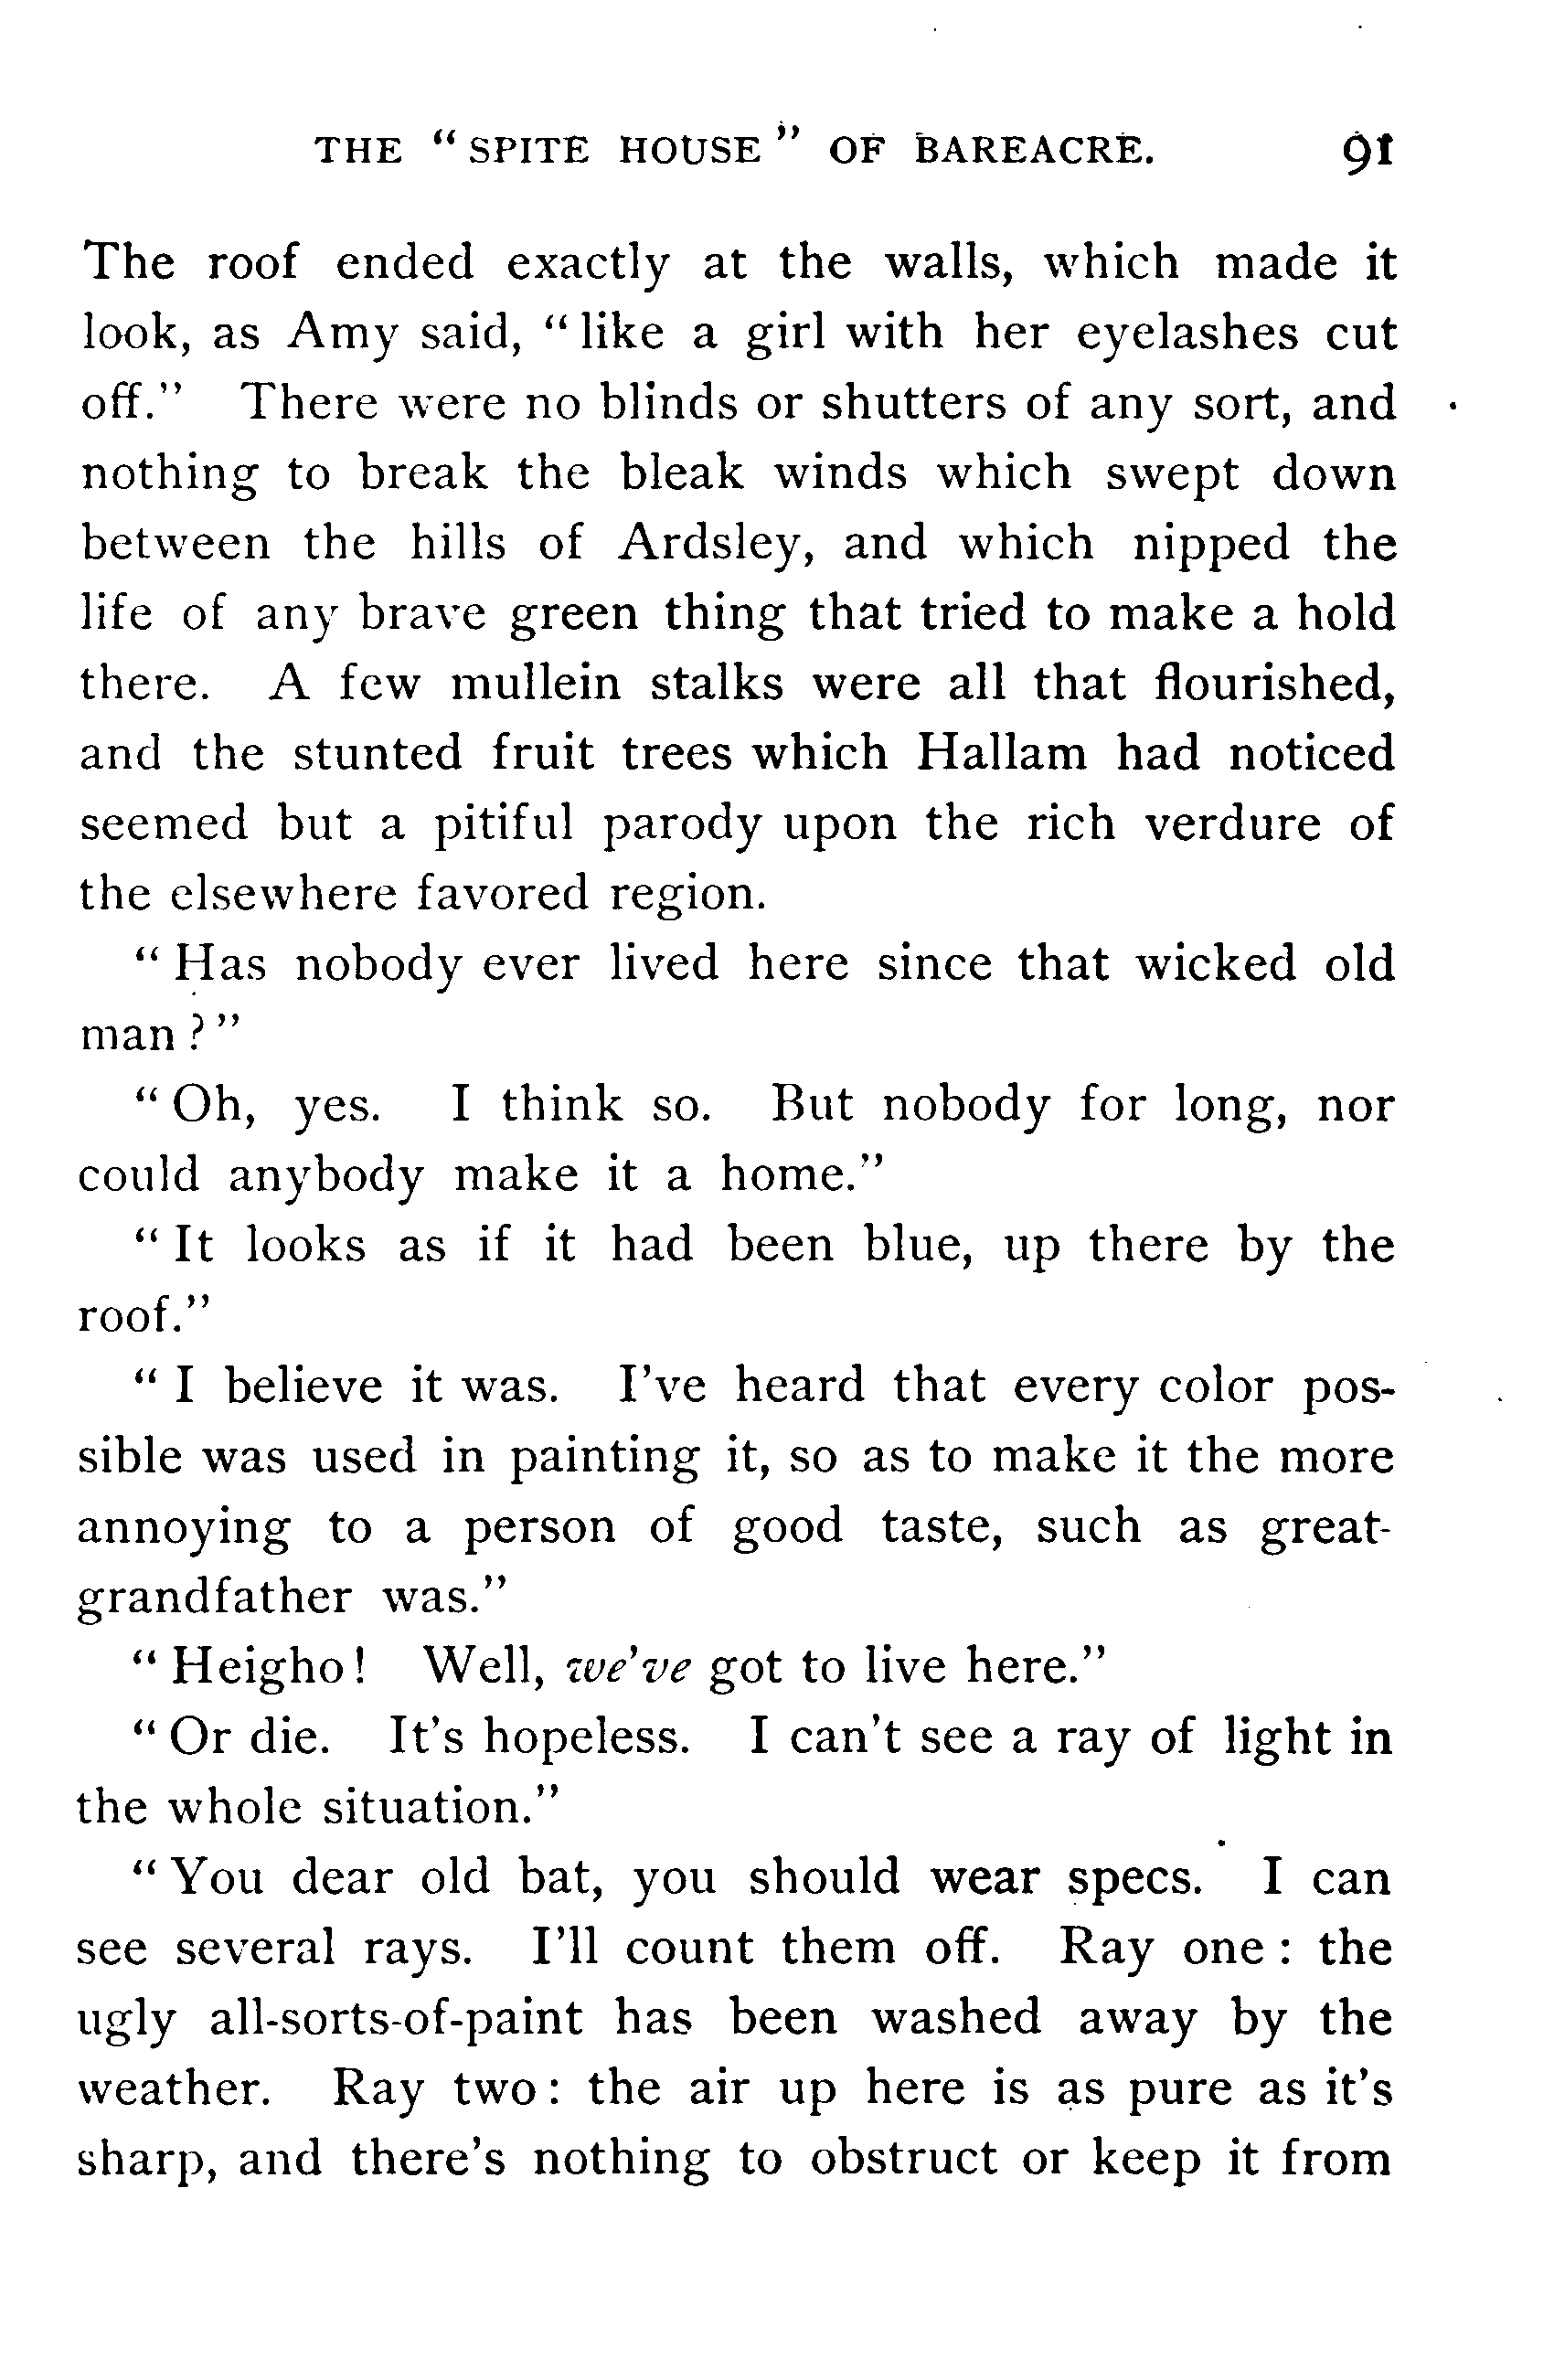 THE "SPITE HOUSE" OF BAREACRE. 91
The roof ended exactly at the walls, which made it
look, as Amy said, "like a girl with her eyelashes cut
off." There were no blinds or shutters of any sort, and
nothing to break the bleak winds which swept down
between the hills of Ardsley, and which nipped the
life of any brave green thing that tried to make a hold
there. A few mullein stalks were all that flourished,
and the stunted fruit trees which Hallam had noticed
seemed but a pitiful parody upon the rich verdure of
the elsewhere favored region.
"Has nobody ever lived here since that wicked old
man?"
"Oh, yes. I think so. But nobody for long, nor
could anybody make it a home."
"It looks as if it had been blue, up there by the
roof."
"I believe it was. I've heard that every color pos-
sible was used in painting it, so as to make it the more
annoying to a person of good taste, such as great-
grandfather was."
"Heigho! Well, we've got to live here."
"Or die. It's hopeless. I can't see a ray of light in
the whole situation."
"You dear old bat, you should wear specs. I can
see several rays. I'll count them off. Ray one: the
ugly all-sorts-of-paint has been washed away by the
weather. Ray two: the air up here is as pure as it's
sharp, and there's nothing to obstruct or keep it from